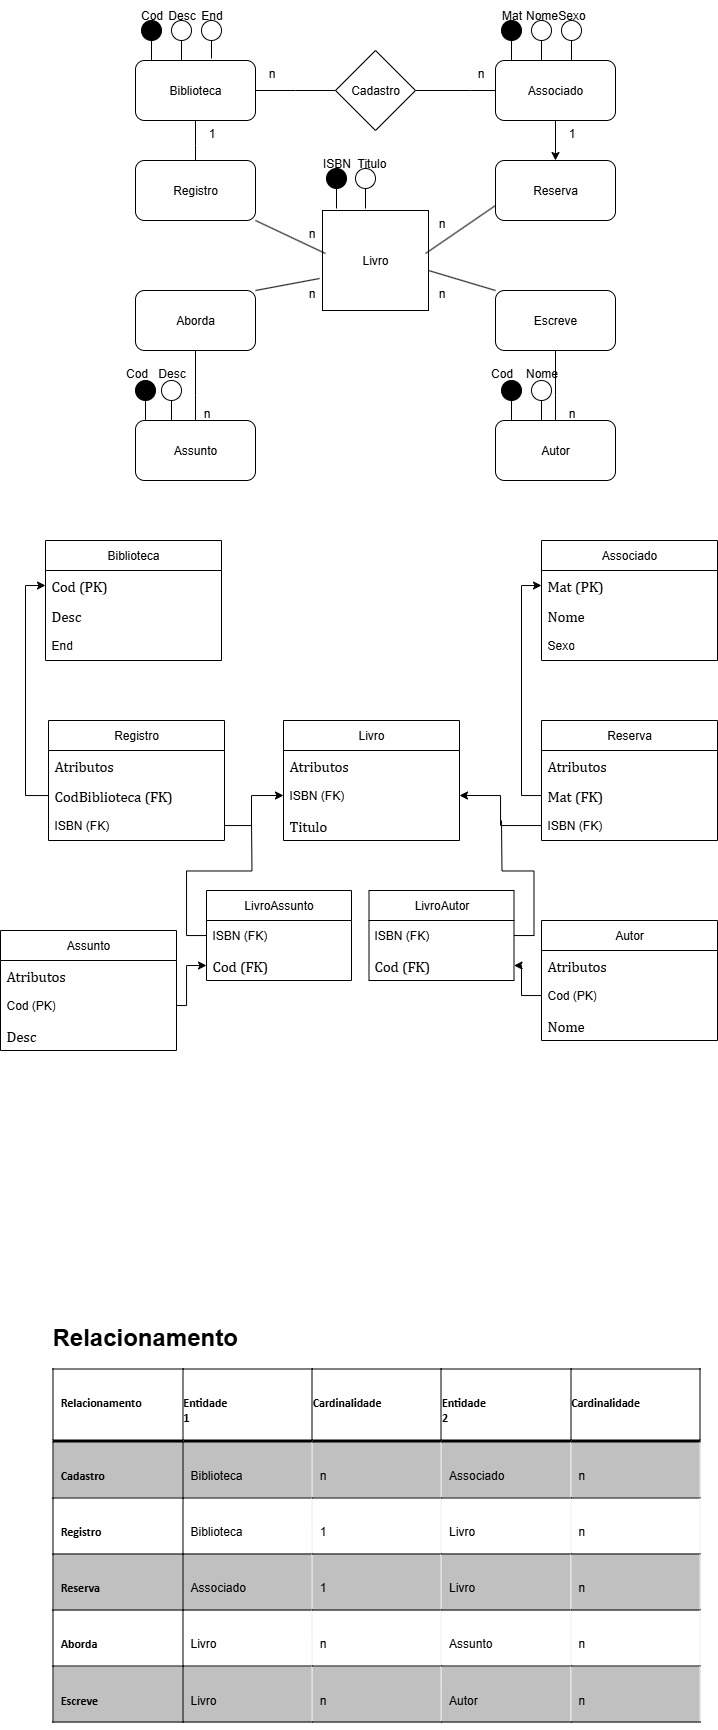 Cod Desc End
Mat Nome Sexo
Biblioteca
n
Cadastro
n
Associado
1
1
ISBN Titulo
Registro
Reserva
n
n
Livro
n
n
Aborda
Escreve
Cod Desc
Cod Nome
n
n
Assunto
Autor
Biblioteca
Cod (PK)
Desc
End
Associado
Mat (PK)
Nome
Sexo
Registro
Atributos
CodBiblioteca (FK)
ISBN (FK)
Livro
Atributos
ISBN (FK)
Titulo
Reserva
Atributos
Mat (FK)
ISBN (FK)
LivroAssunto
ISBN (FK)
Cod (FK)
LivroAutor
ISBN (FK)
Cod (FK)
Assunto
Atributos
Cod (PK)
Desc
Autor
Atributos
Cod (PK)
Nome
Relacionamento
Relacionamento Entidade 1 Cardinalidade Entidade 2 Cardinalidade
Cadastro Biblioteca n Associado n
Registro Biblioteca 1 Livro n
Reserva Associado 1 Livro n
Aborda Livro n Assunto n
Escreve Livro n Autor n